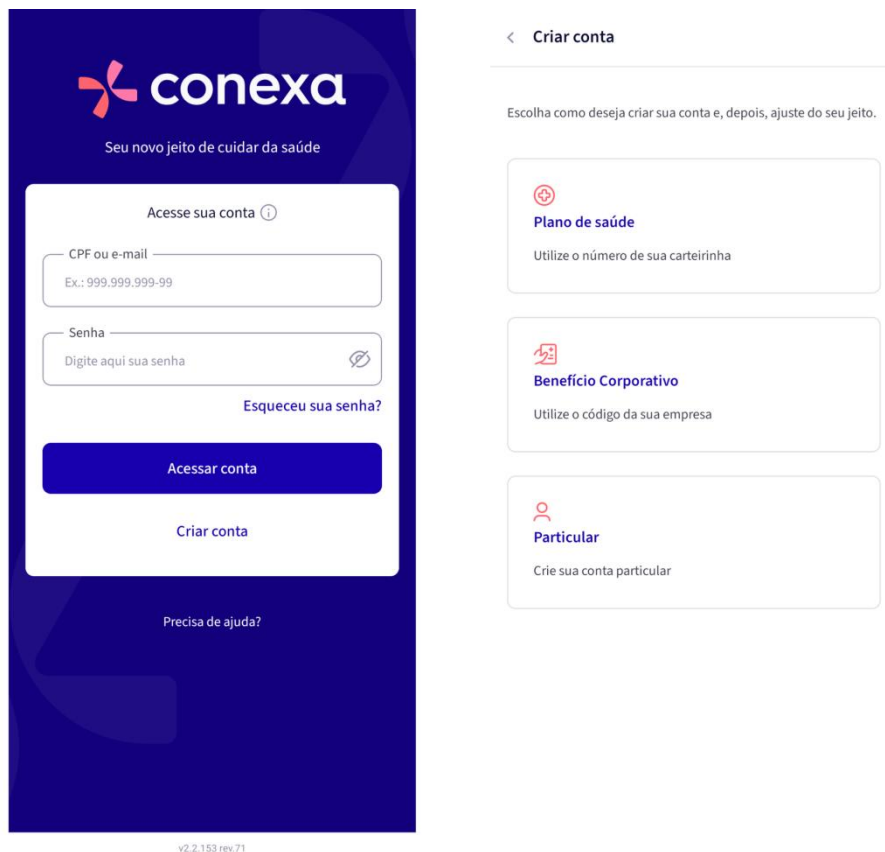 conexa
Seu novo jeito de cuidar da saúde
Acesse sua conta
CPF ou e-mail
Ex.: 999.999.999-99
Senha
Digite aqui sua senha
Esqueceu sua senha?
Acessar conta
Criar conta
Precisa de ajuda?
v2.2.153 rev.71
Criar conta
Escolha como deseja criar sua conta e, depois, ajuste do seu jeito.
Plano de saúde
Utilize o número de sua carteirinha
Benefício Corporativo
Utilize o código da sua empresa
Particular
Crie sua conta particular